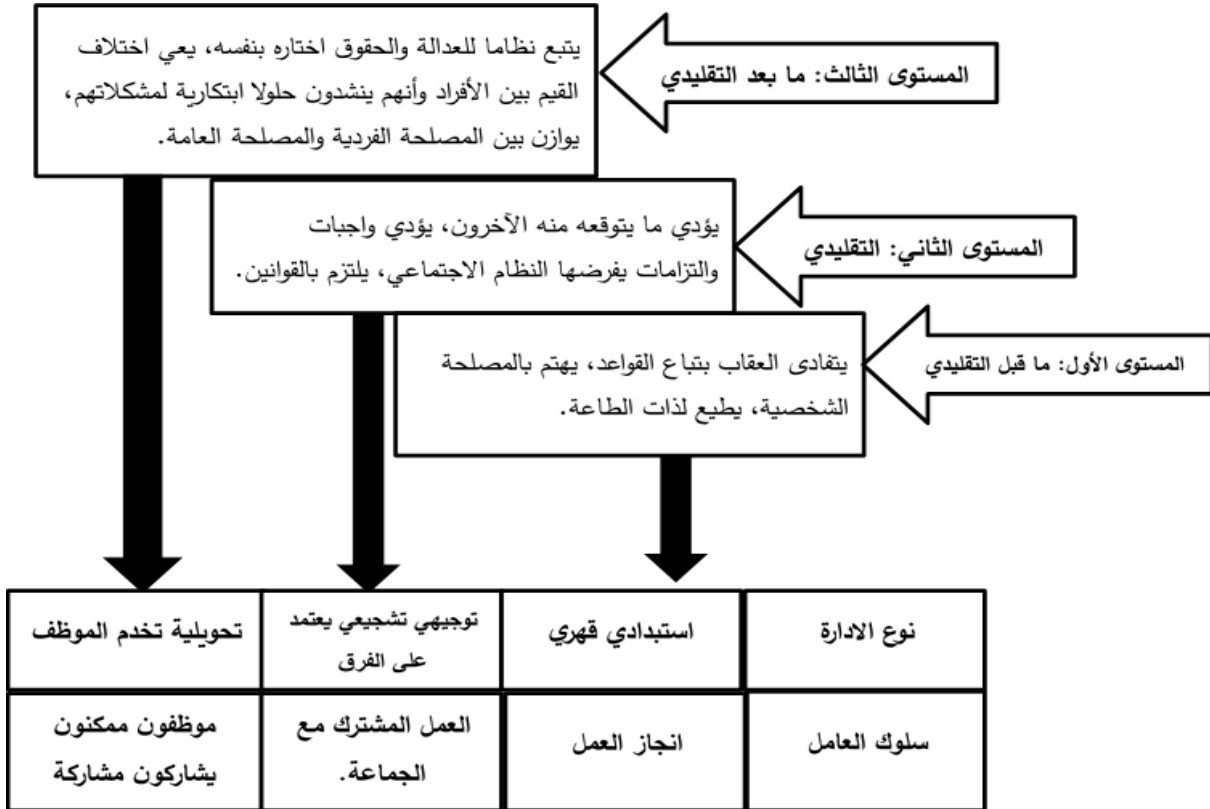 المستوى الثالث: ما بعد التقليدي
يتبع نظاما للعدالة والحقوق اختاره بنفسه، يعي اختلاف
القيم بين الأفراد وأنهم ينشدون حلولا ابتكارية لمشكلاتهم،
يوازن بين المصلحة الفردية والمصلحة العامة.
المستوى الثاني: التقليدي
يؤدي ما يتوقعه منه الآخرون، يؤدي واجبات
والتزامات يفرضها النظام الاجتماعي، يلتزم بالقوانين.
المستوى الأول: ما قبل التقليدي
يتفادى العقاب بتباع القواعد، يهتم بالمصلحة
الشخصية، يطيع لذات الطاعة.
نوع الادارة
استبدادي قهري
توجيهي تشجيعي يعتمد
على الفرق
تحويلية تخدم الموظف
سلوك العامل
انجاز العمل
العمل المشترك مع
الجماعة.
موظفون ممكنون
يشاركون مشاركة